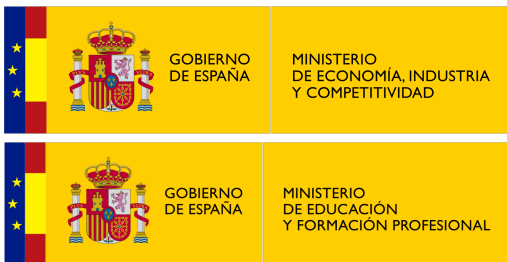 GOBIERNO
DE ESPAÑA
MINISTERIO
DE ECONOMÍA, INDUSTRIA
Y COMPETITIVIDAD
GOBIERNO
DE ESPAÑA
MINISTERIO
DE EDUCACIÓN
Y FORMACIÓN PROFESIONAL